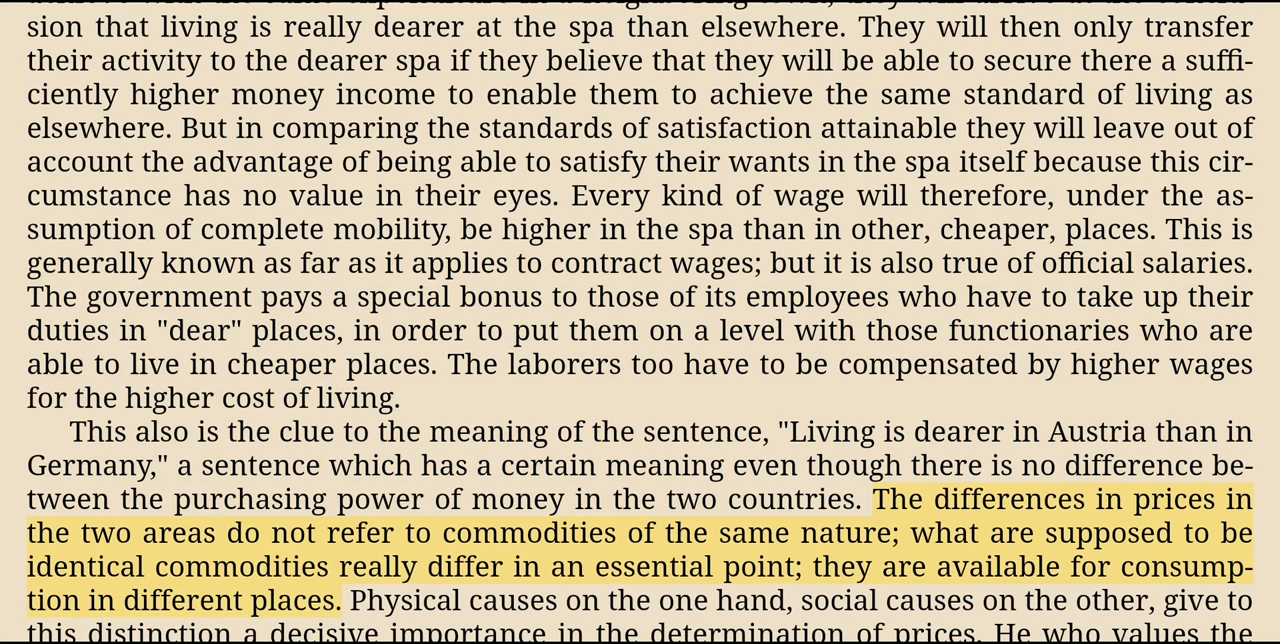 sion that living is really dearer at the spa than elsewhere. They will then only transfer
their activity to the dearer spa if they believe that they will be able to secure there a suffi-
ciently higher money income to enable them to achieve the same standard of living as
elsewhere. But in comparing the standards of satisfaction attainable they will leave out of
account the advantage of being able to satisfy their wants in the spa itself because this cir-
cumstance has no value in their eyes. Every kind of wage will therefore, under the as-
sumption of complete mobility, be higher in the spa than in other, cheaper, places. This is
generally known as far as it applies to contract wages; but it is also true of official salaries.
The government pays a special bonus to those of its employees who have to take up their
duties in "dear" places, in order to put them on a level with those functionaries who are
able to live in cheaper places. The laborers too have to be compensated by higher wages
for the higher cost of living.
This also is the clue to the meaning of the sentence, "Living is dearer in Austria than in
Germany," a sentence which has a certain meaning even though there is no difference be-
tween the purchasing power of money in the two countries. The differences in prices in
the two areas do not refer to commodities of the same nature; what are supposed to be
identical commodities really differ in an essential point; they are available for consump-
tion in different places. Physical causes on the one hand, social causes on the other, give to
this distinction a decisive importance in the determination of prices. He who values the